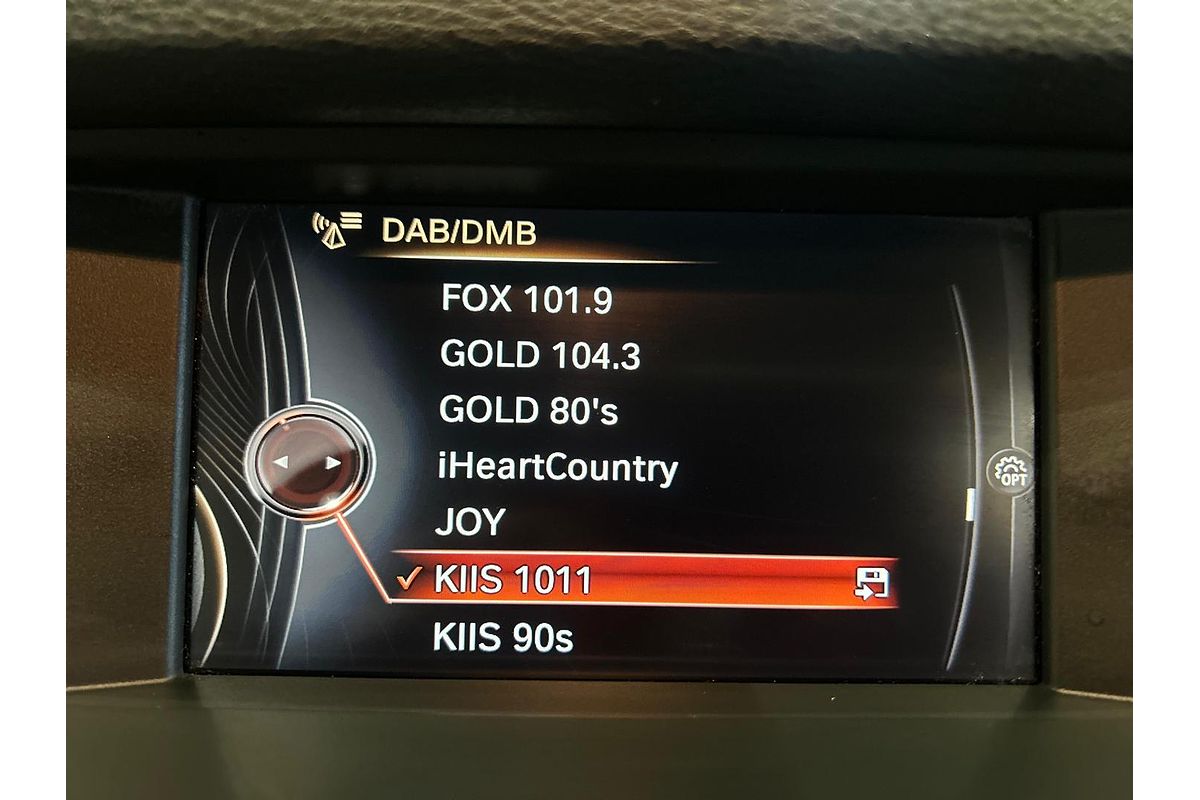 DAB/DMB
FOX 101.9
GOLD 104.3
GOLD 80's
iHeartCountry
OPT
JOY
KIIS 1011
KIIS 90s